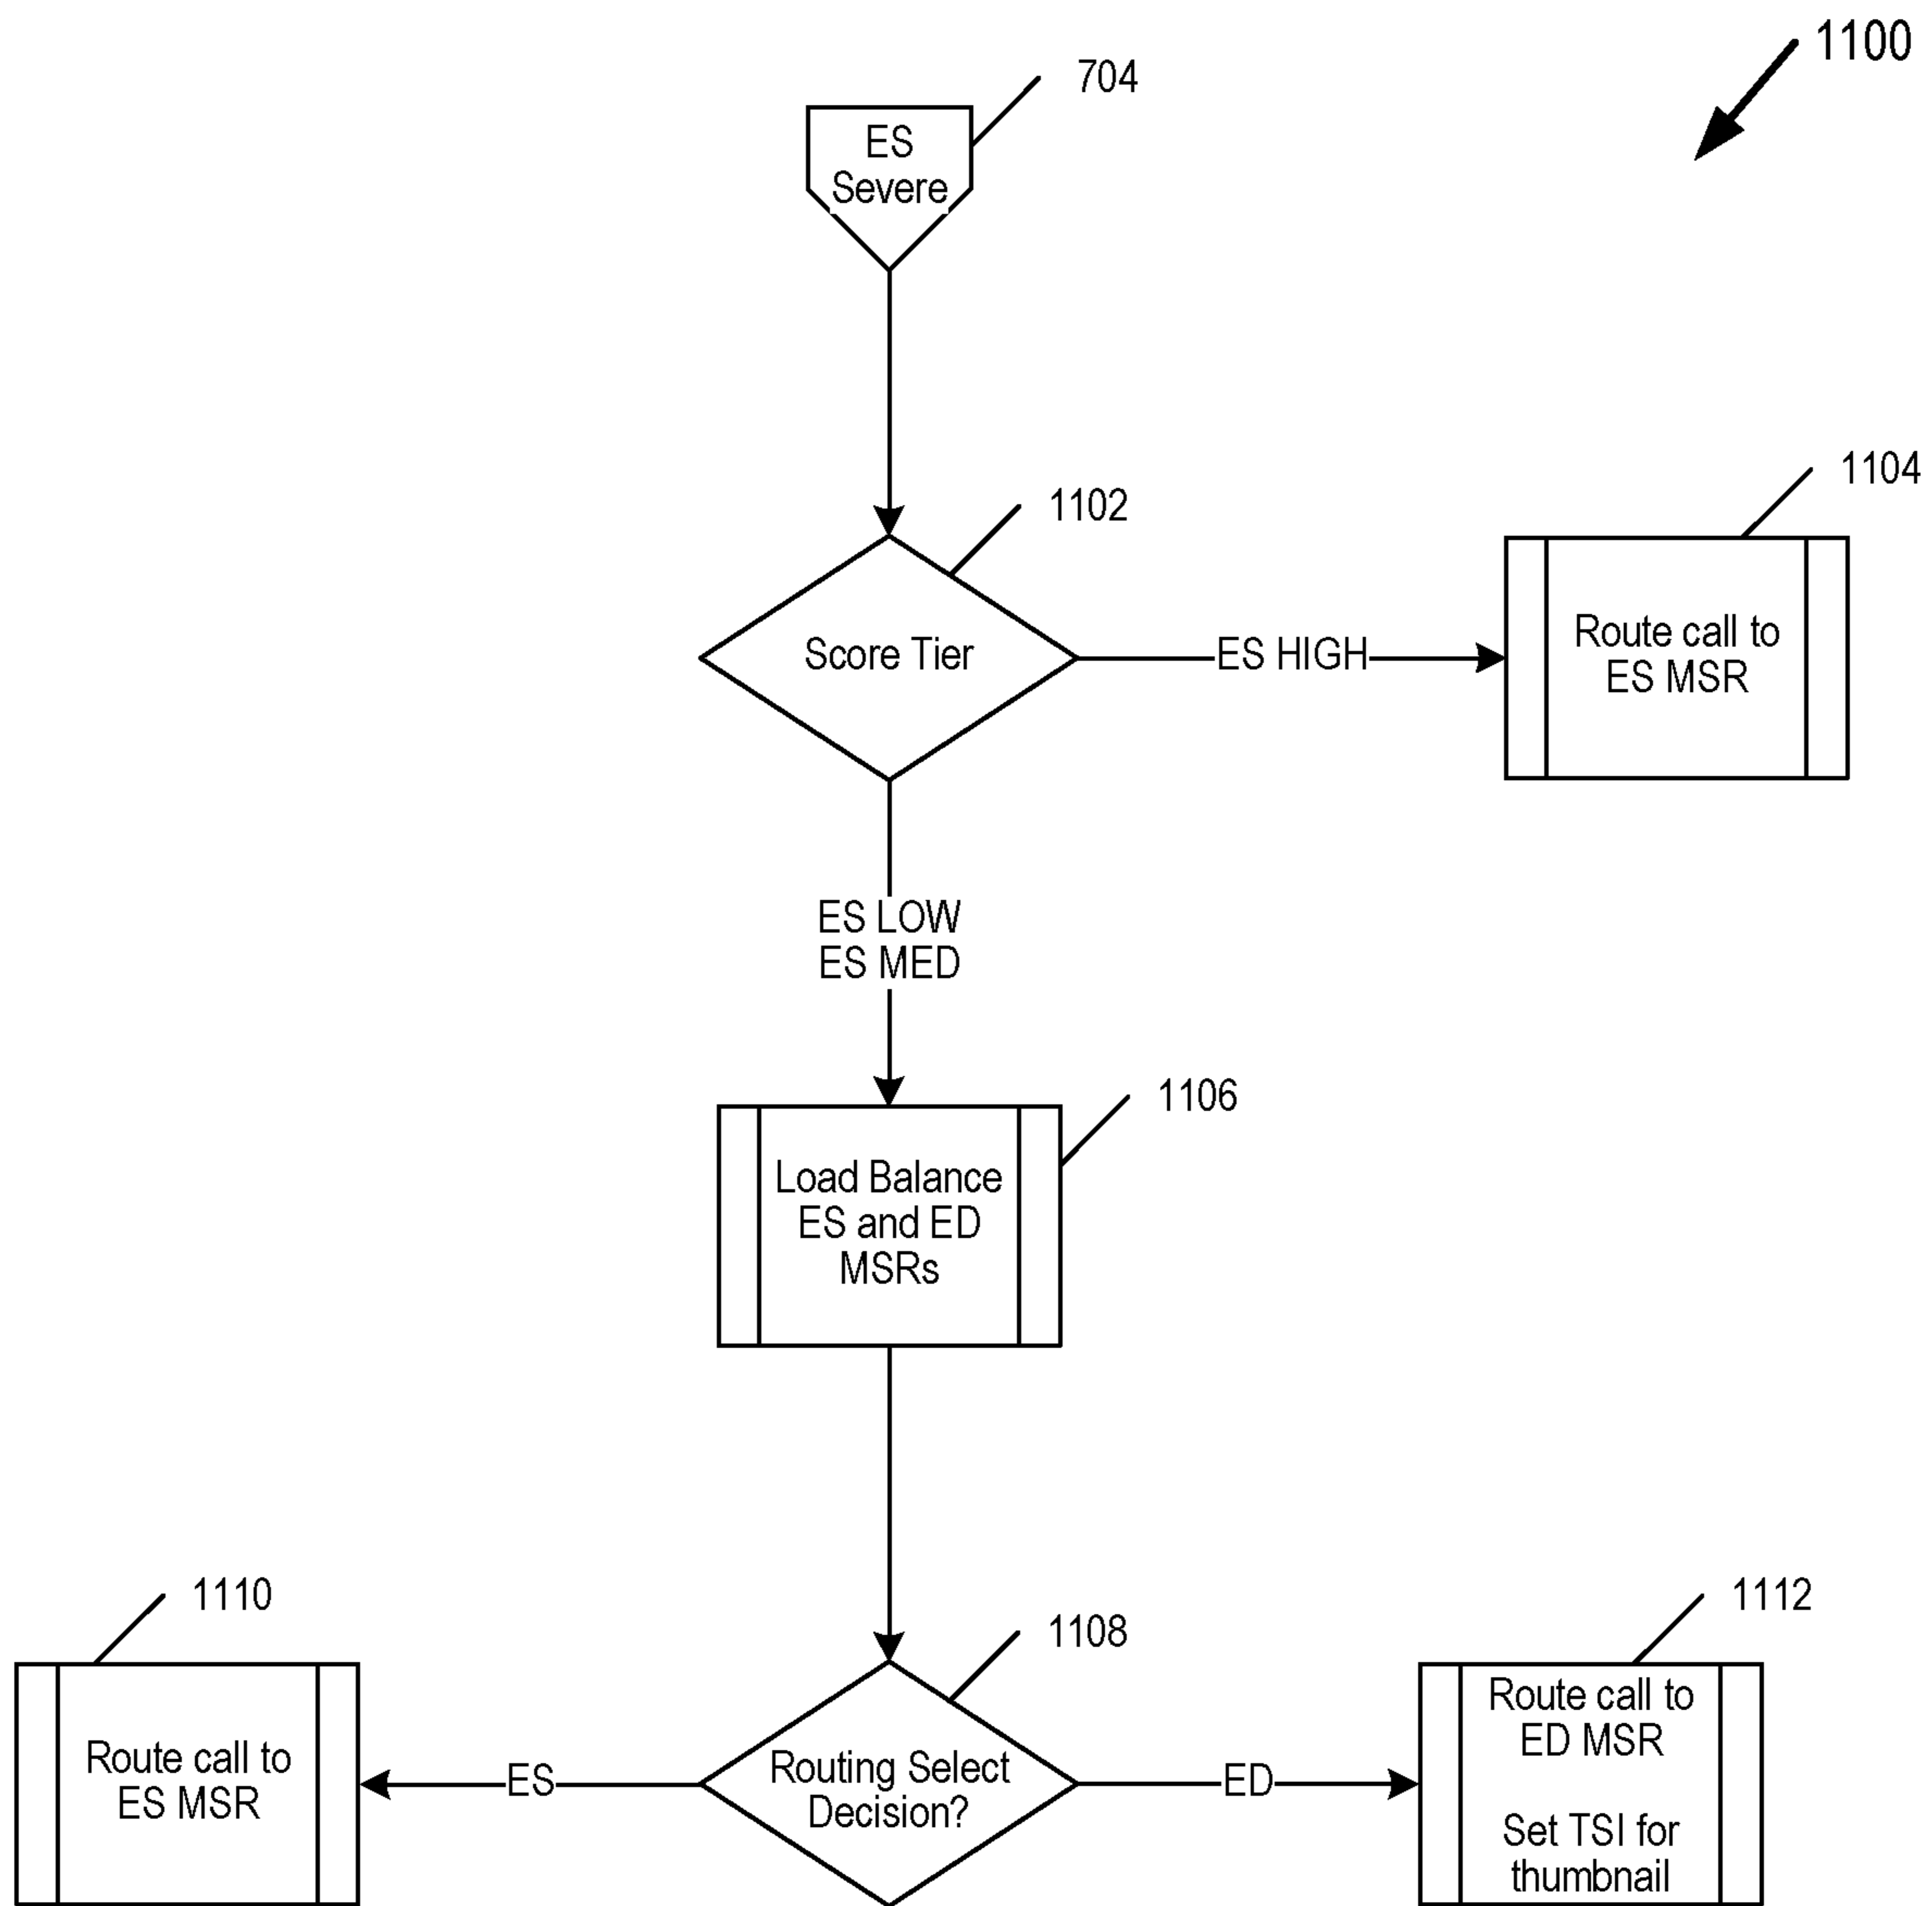 1100
704
ES
Severe
1102
1104
Score Tier
ES HIGH
Route call to
ES MSR
ES LOW
ES MED
1106
Load Balance
ES and ED
MSRs
1110
1108
1112
Route call to
ES MSR
ES
Routing Select
Decision?
ED
Route call to
ED MSR
Set TSI for
thumbnail